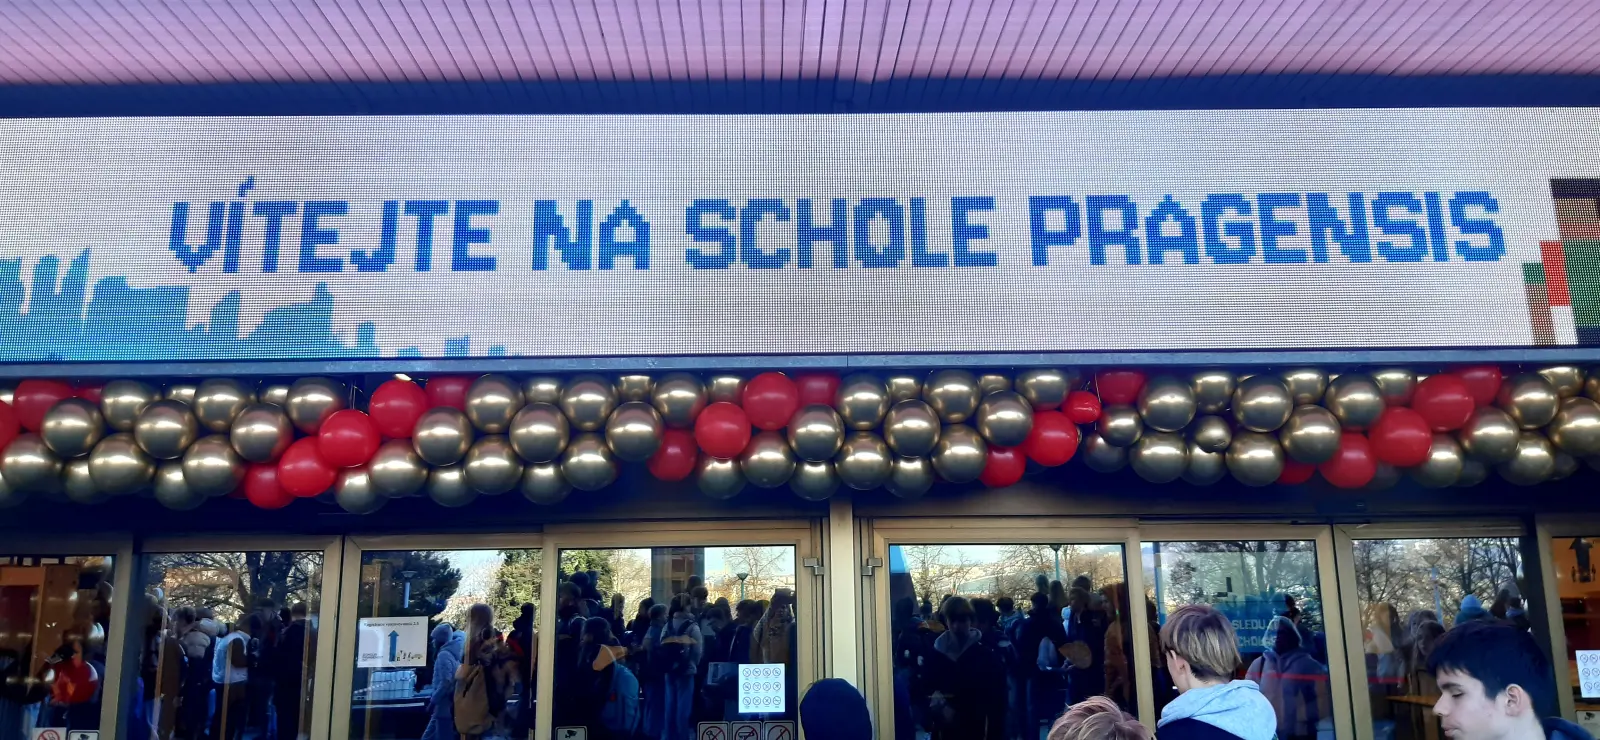 VÍTEJTE NA SCHOLE PRAGENSIS